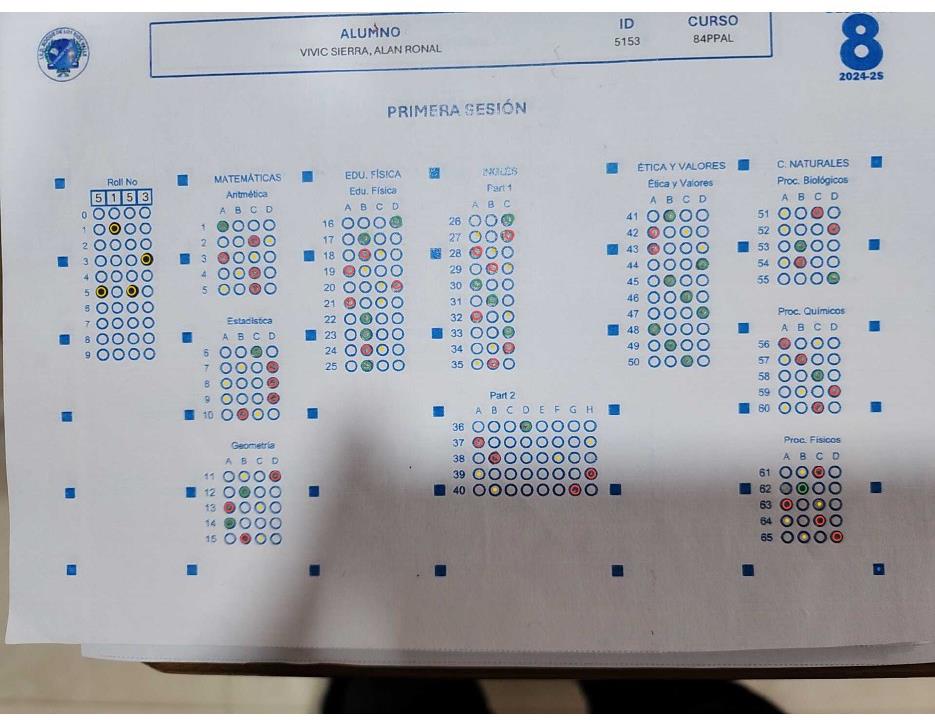 ALUMNO
VIVIC SIERRA, ALAN RONAL
ID
5153
CURSO
84PPAL
8
2024-2S
PRIMERA SESIÓN
Roll No
5 1 5 3
0
1
2
3
4
5
6
7
8
9
MATEMÁTICAS
Aritmética
A B C D
1
2
3
4
5
Estadística
A B C D
6
7
8
9
10
Geometría
A B C D
11
12
13
14
15
EDU. FÍSICA
Edu. Física
A B C D
16
17
18
19
20
21
22
23
24
25
INGLÉS
Part 1
A B C
26
27
28
29
30
31
32
33
34
35
Part 2
A B C D E F G H
36
37
38
39
40
ÉTICA Y VALORES
Ética y Valores
A B C D
41
42
43
44
45
46
47
48
49
50
C. NATURALES
Proc. Biológicos
A B C D
51
52
53
54
55
Proc. Químicos
A B C D
56
57
58
59
60
Proc. Físicos
A B C D
61
62
63
64
65